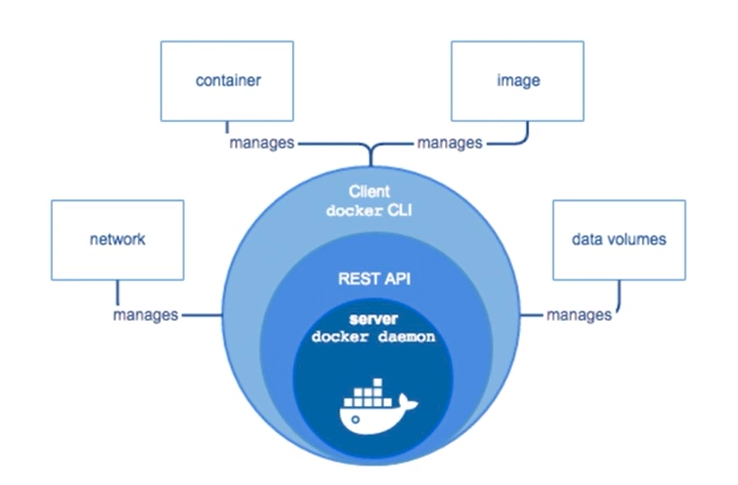 container
image
manages
manages
Client
docker CLI
network
data volumes
REST API
manages
manages
server
docker daemon